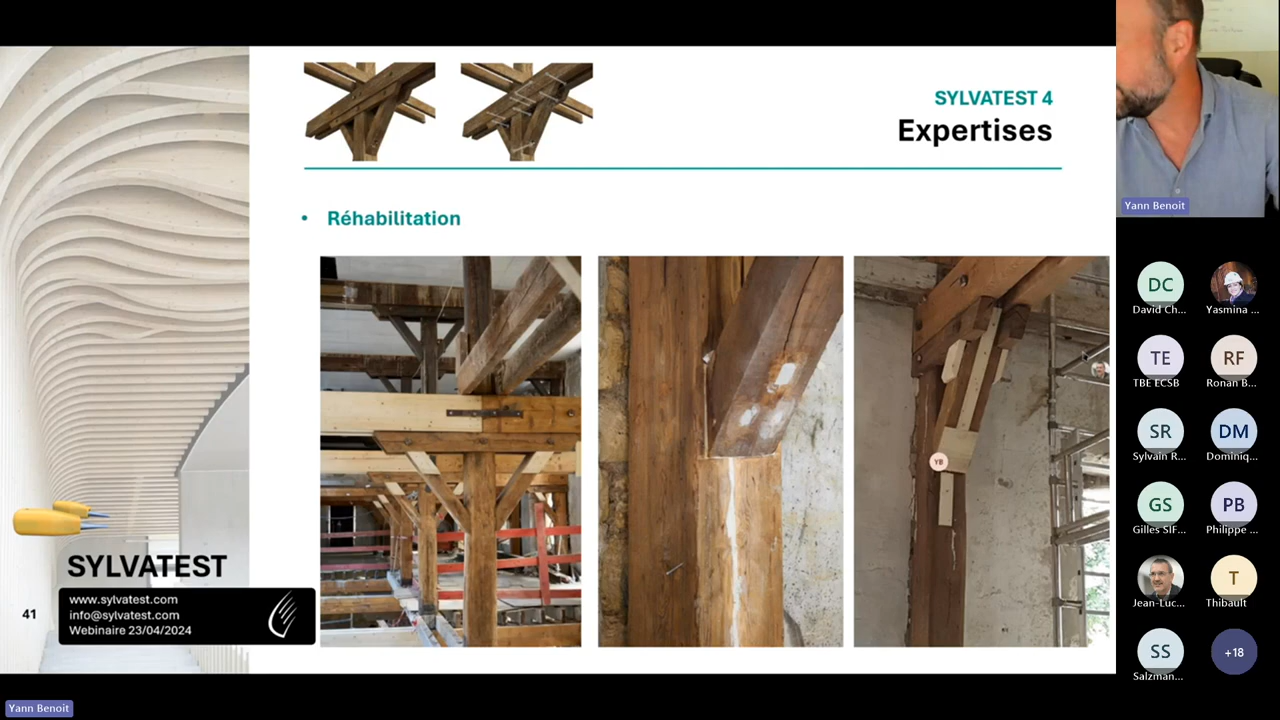 SYLVATEST 4
Expertises
• Réhabilitation
YB
SYLVATEST
www.sylvatest.com
info@sylvatest.com
Webinaire 23/04/2024
41
Yann Benoit
Yann Benoit
DC
David Ch...
Yasmina ...
TE
TBE ECSB
RF
Ronan B...
SR
Sylvain R...
DM
Dominiq...
GS
Gilles SIF...
PB
Philippe ...
Jean-Luc...
T
Thibault
SS
Salzman...
+18